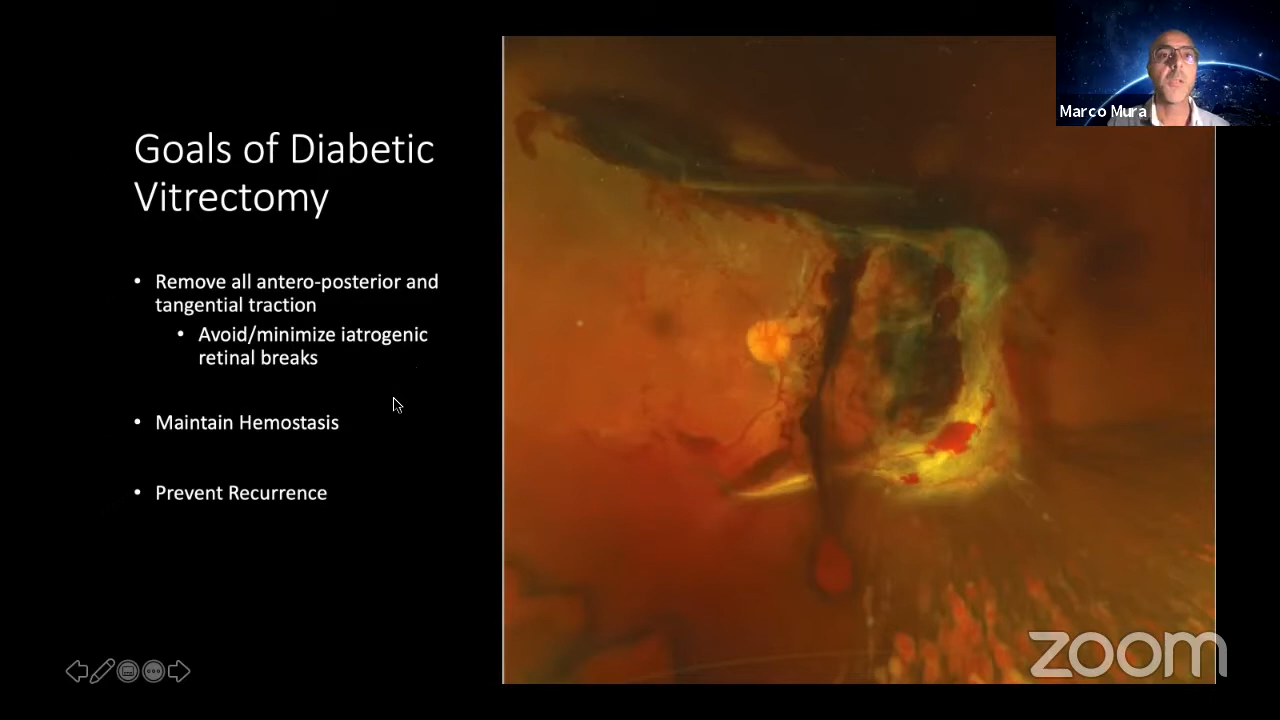 Marco Mura
Goals of Diabetic
Vitrectomy
• Remove all antero-posterior and
tangential traction
• Avoid/minimize iatrogenic
retinal breaks
• Maintain Hemostasis
• Prevent Recurrence
zoom